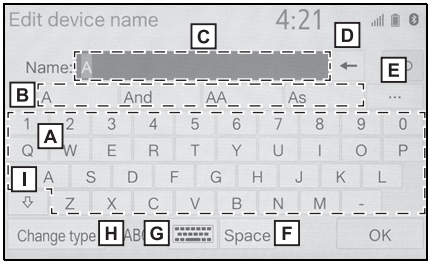 Edit device name 4:21
C D
Name: A ←
E
B A And AA As ...
1 2 3 4 5 6 7 8 9 0
A
Q W E R T Y U I O P
I A S D F G H J K L
Z X C V B N M -
Change type H ABC G Space F OK